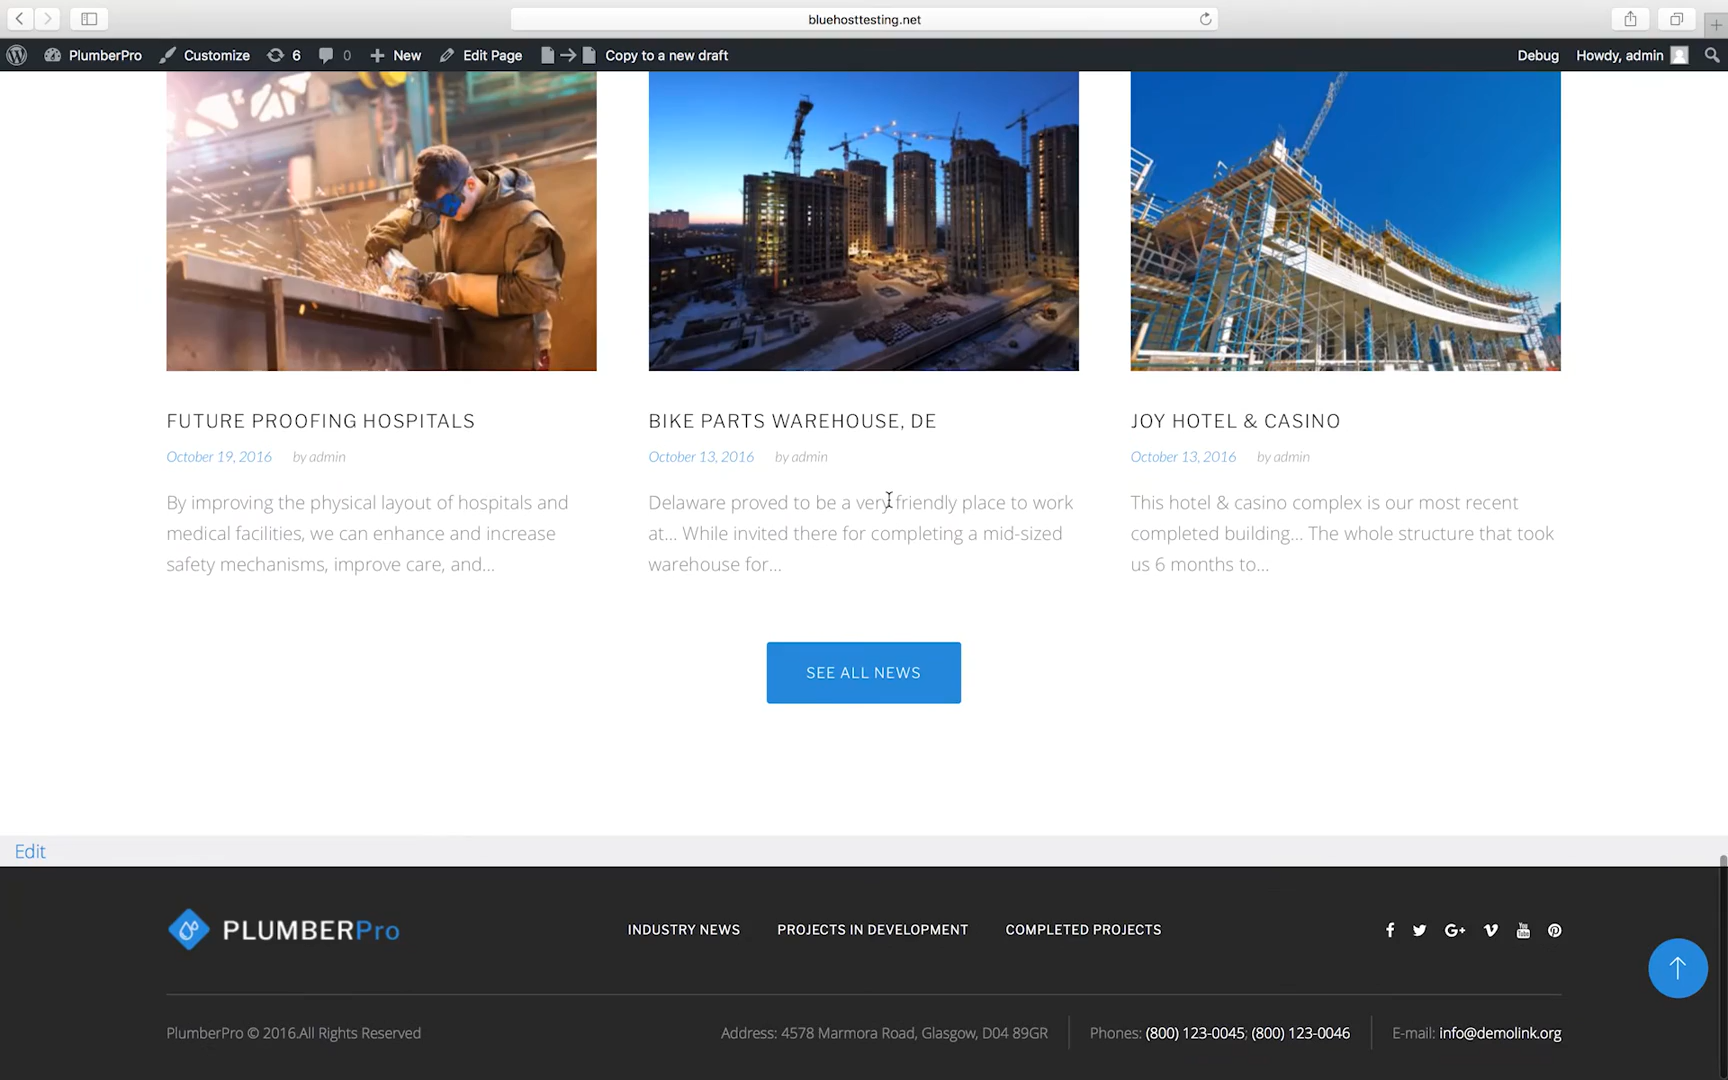 bluehosttesting.net
PlumberPro Customize 6 0 New Edit Page Copy to a new draft Debug Howdy, admin
FUTURE PROOFING HOSPITALS
October 19, 2016 by admin
By improving the physical layout of hospitals and
medical facilities, we can enhance and increase
safety mechanisms, improve care, and...
BIKE PARTS WAREHOUSE, DE
October 13, 2016 by admin
Delaware proved to be a very friendly place to work
at... While invited there for completing a mid-sized
warehouse for...
JOY HOTEL & CASINO
October 13, 2016 by admin
This hotel & casino complex is our most recent
completed building... The whole structure that took
us 6 months to...
SEE ALL NEWS
Edit
PLUMBERPro
INDUSTRY NEWS PROJECTS IN DEVELOPMENT COMPLETED PROJECTS
PlumberPro © 2016.All Rights Reserved
Address: 4578 Marmora Road, Glasgow, D04 89GR
Phones: (800) 123-0045; (800) 123-0046
E-mail: info@demolink.org